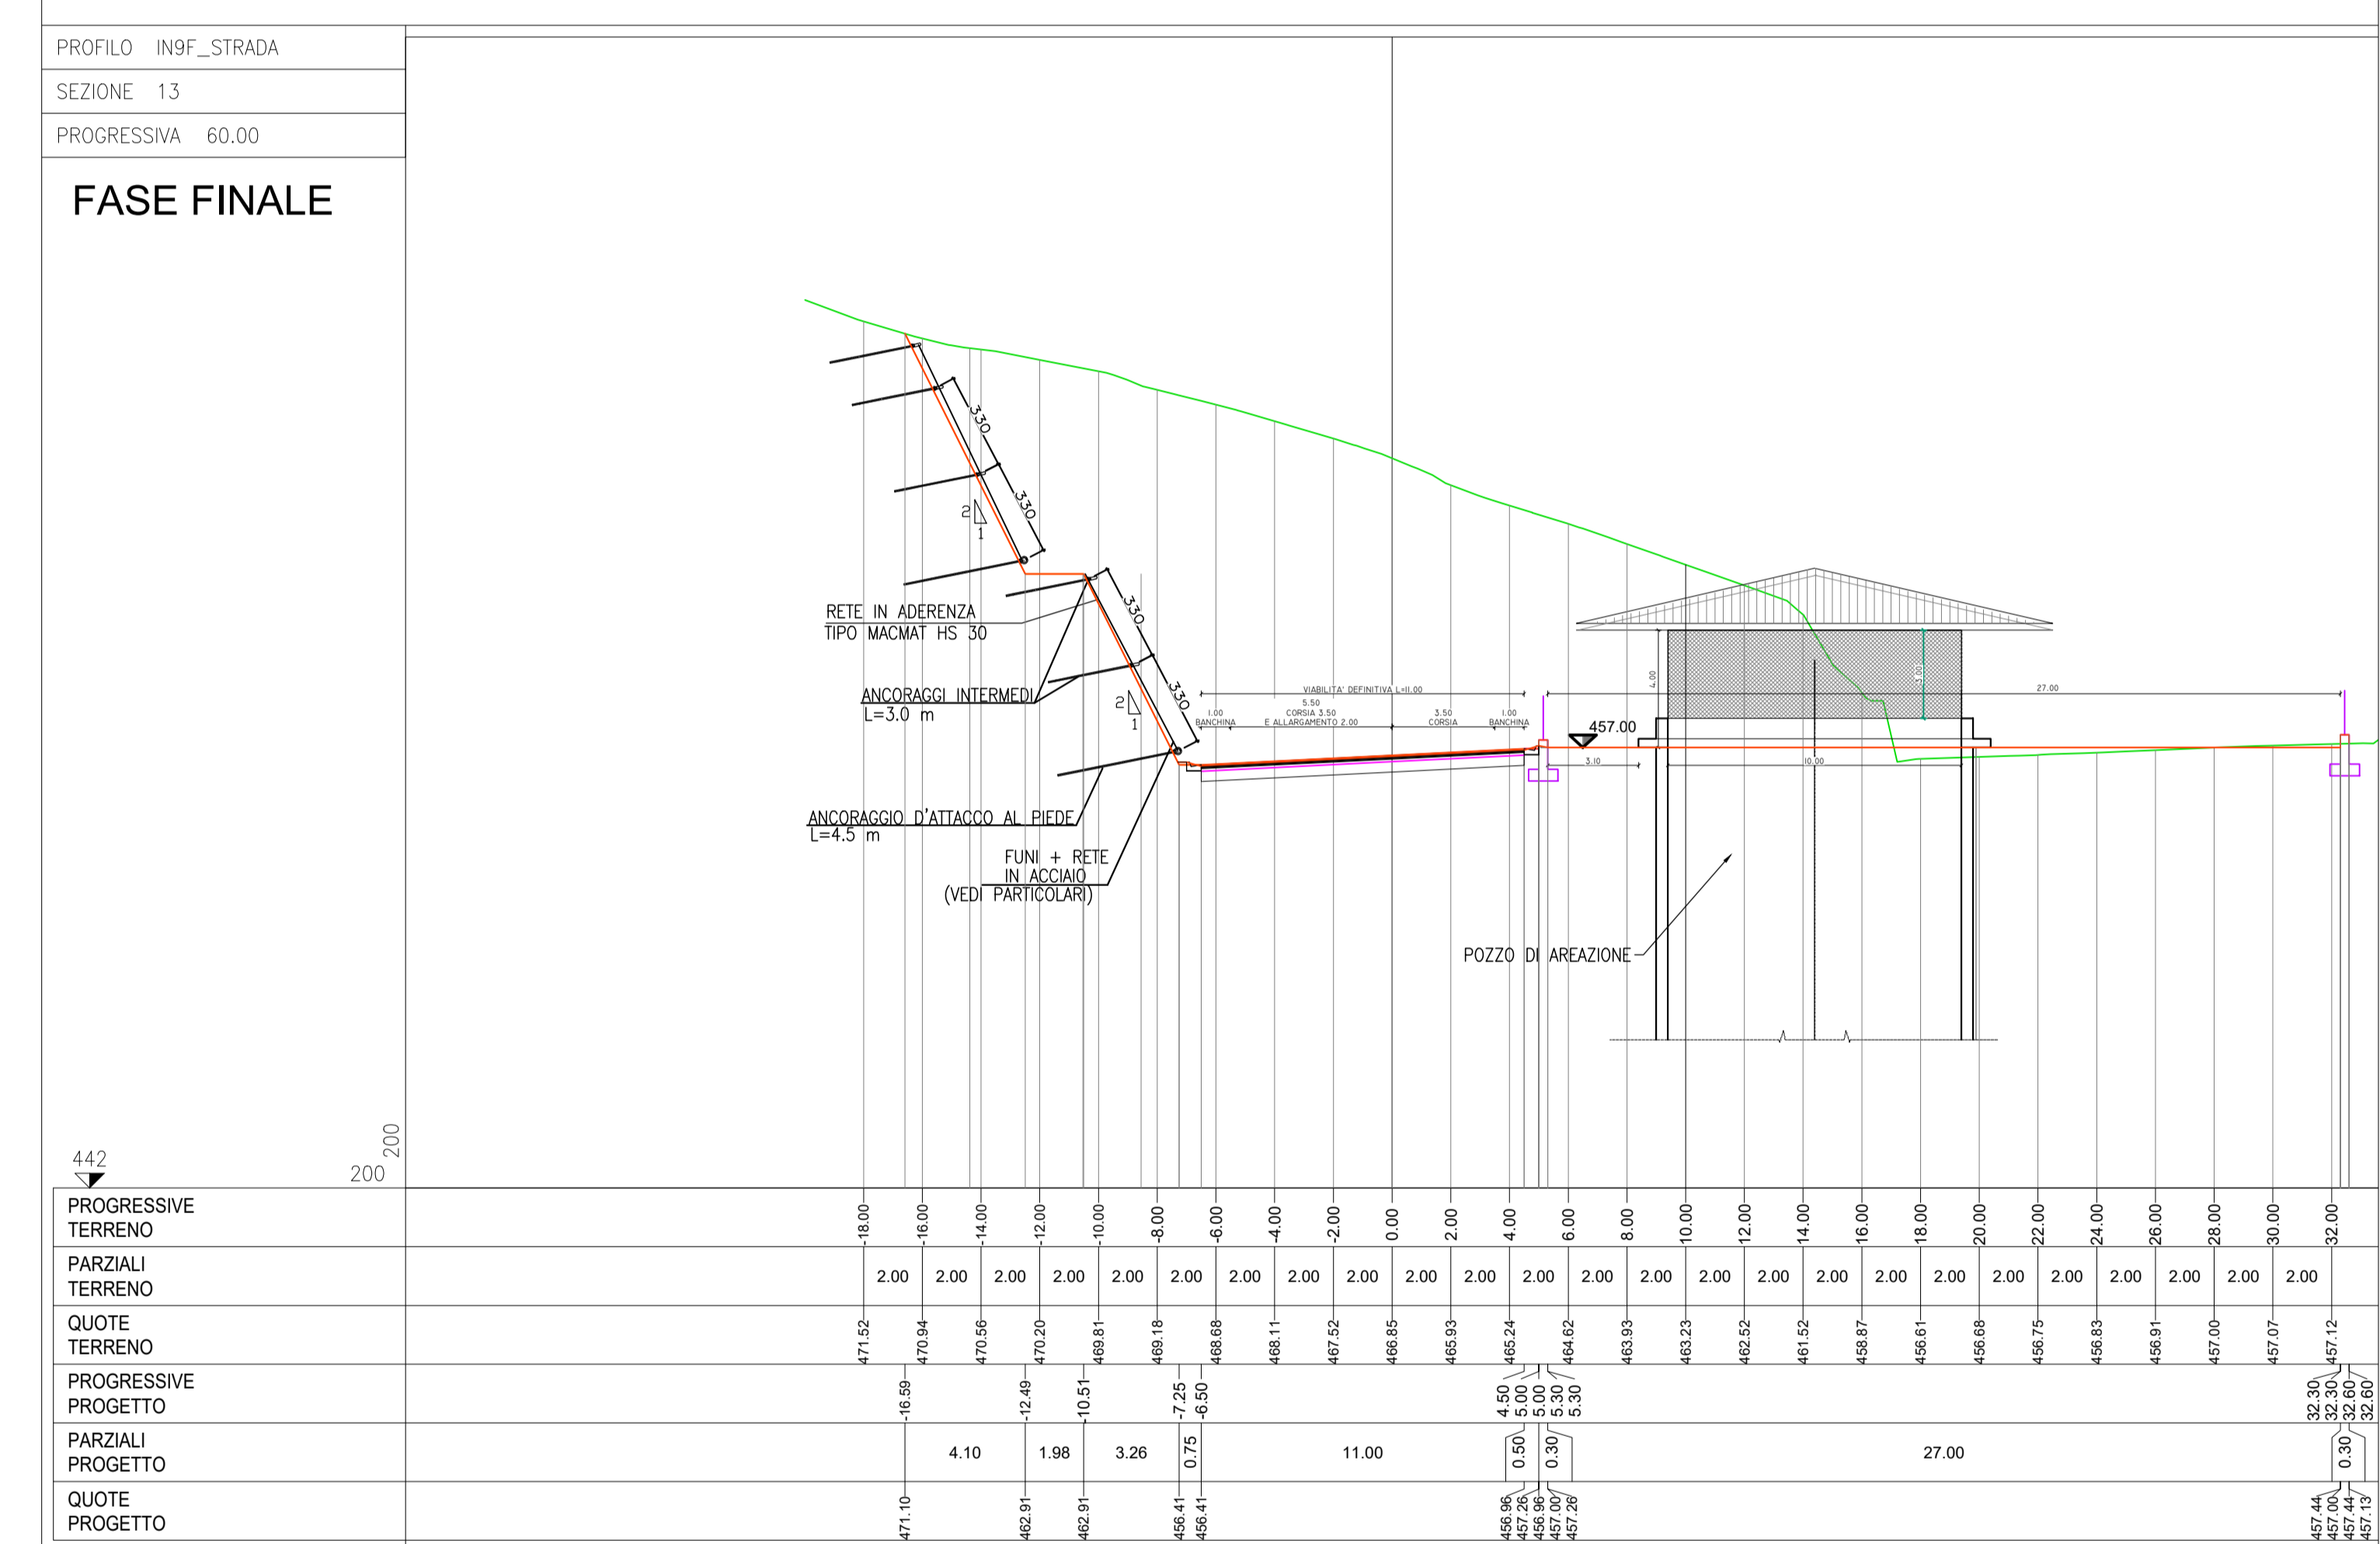 PROFILO IN9F_STRADA
SEZIONE 13
PROGRESSIVA 60.00
FASE FINALE
3.30
3.30
2
1
3.30
3.30
2
1
RETE IN ADERENZA
TIPO MACMAT HS 30
ANCORAGGI INTERMEDI
L=3.0 m
ANCORAGGIO D'ATTACCO AL PIEDE
L=4.5 m
FUNI + RETE
IN ACCIAIO
(VEDI PARTICOLARI)
VIABILITA' DEFINITIVA L=11.00
1.00
BANCHINA
5.50
CORSIA 3.50
E ALLARGAMENTO 2.00
3.50
CORSIA
1.00
BANCHINA
457.00
4.00
3.00
27.00
3.10
10.00
POZZO DI AREAZIONE
442
200
200
PROGRESSIVE
TERRENO
-18.00 -16.00 -14.00 -12.00 -10.00 -8.00 -6.00 -4.00 -2.00 0.00 2.00 4.00 6.00 8.00 10.00 12.00 14.00 16.00 18.00 20.00 22.00 24.00 26.00 28.00 30.00 32.00
PARZIALI
TERRENO
2.00 2.00 2.00 2.00 2.00 2.00 2.00 2.00 2.00 2.00 2.00 2.00 2.00 2.00 2.00 2.00 2.00 2.00 2.00 2.00 2.00 2.00 2.00 2.00 2.00
QUOTE
TERRENO
471.52 470.94 470.56 470.20 469.81 469.18 468.68 468.11 467.52 466.85 465.93 465.24 464.62 463.93 463.23 462.52 461.52 458.87 456.61 456.68 456.75 456.83 456.91 457.00 457.07 457.12
PROGRESSIVE
PROGETTO
-16.59 -12.49 -10.51 -7.25 -6.50 4.50 5.00 5.00 5.30 5.30 32.30 32.30 32.60 32.60
PARZIALI
PROGETTO
4.10 1.98 3.26 0.75 11.00 0.50 0.30 27.00 0.30
QUOTE
PROGETTO
471.10 462.91 462.91 456.41 456.41 456.96 457.26 456.96 457.00 457.26 457.44 457.00 457.44 457.13